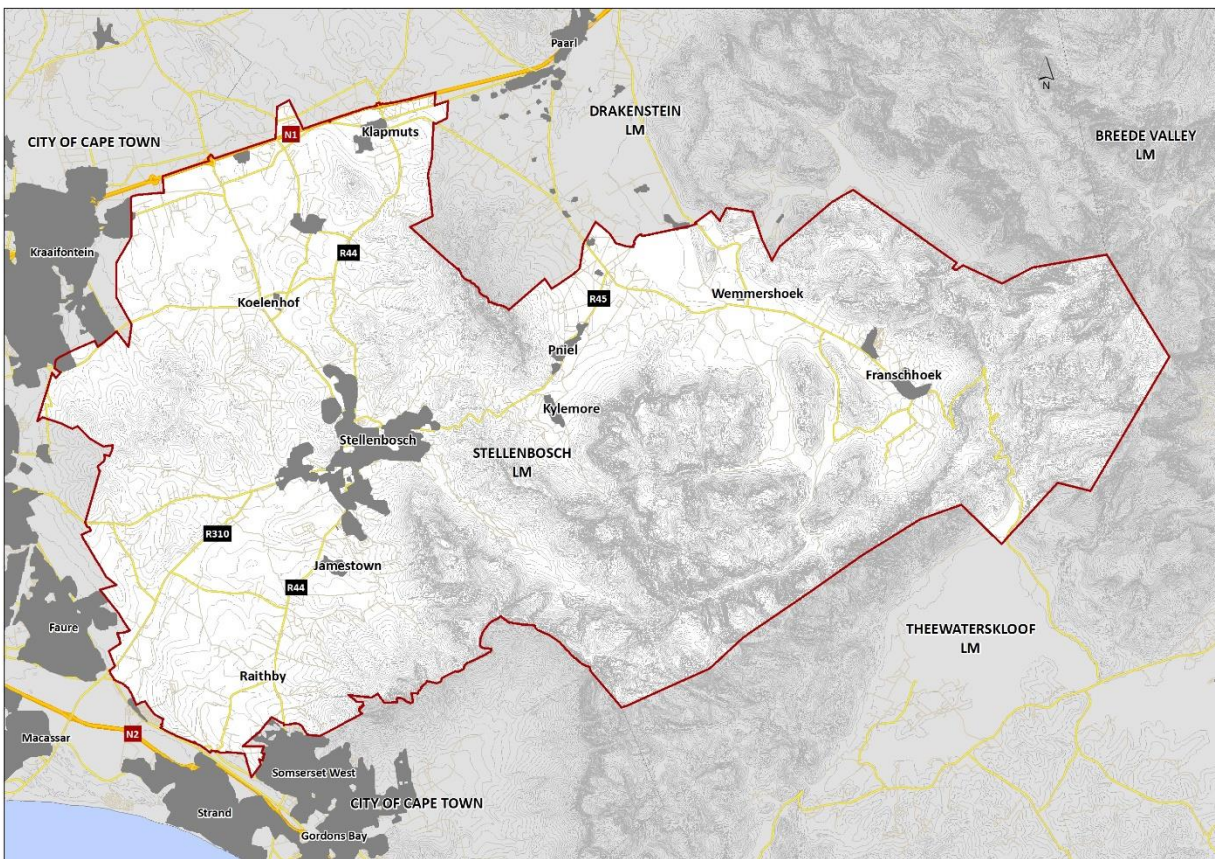 Paarl
N
DRAKENSTEIN
LM
BREEDE VALLEY
LM
CITY OF CAPE TOWN
N1
Klapmuts
Kraaifontein
R44
Koelenhof
R45
Wemmershoek
Pniel
Franschhoek
Kylemore
Stellenbosch
STELLENBOSCH
LM
R310
Jamestown
R44
Faure
THEEWATERSKLOOF
LM
Raithby
N2
Macassar
Somserset West
CITY OF CAPE TOWN
Strand
Gordons Bay